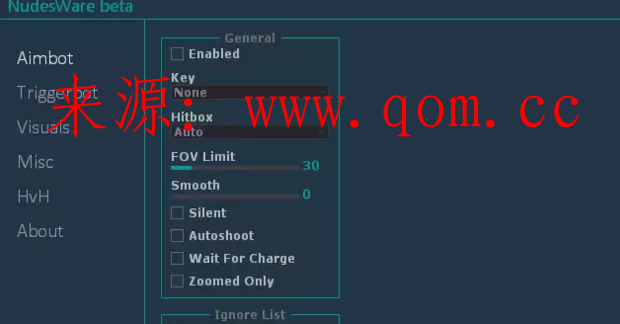 NudesWare beta
Aimbot
Triggerbot
Visuals
Misc
HvH
About
General
Enabled
Key
None
Hitbox
Auto
FOV Limit
30
Smooth
0
Silent
Autoshoot
Wait For Charge
Zoomed Only
Ignore List
来源：www.qom.cc